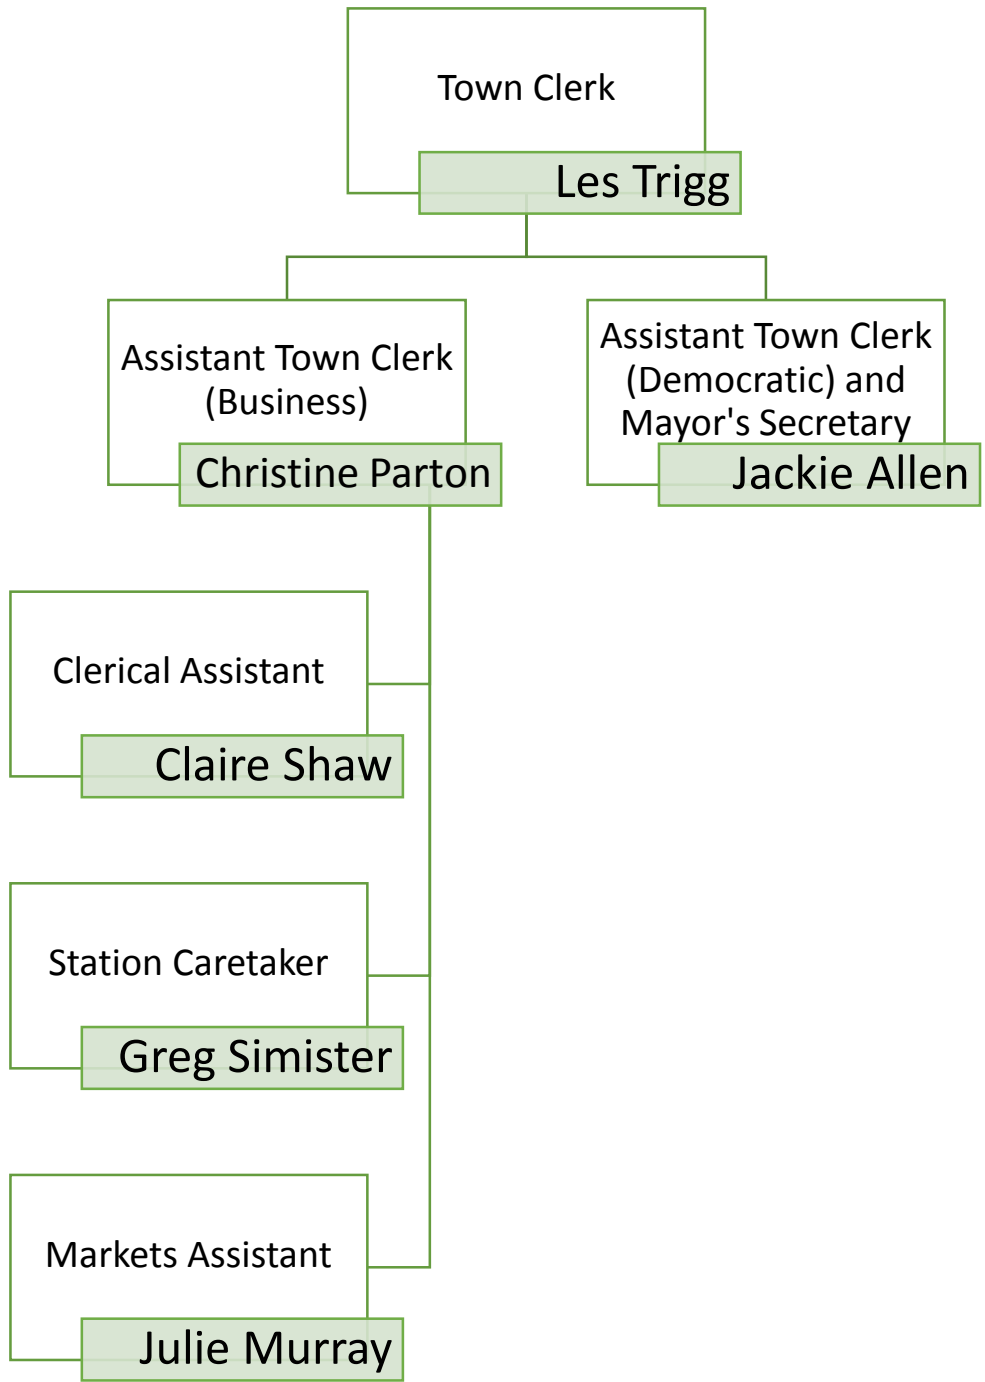 Town Clerk
Les Trigg
Assistant Town Clerk
(Business)
Christine Parton
Assistant Town Clerk
(Democratic) and
Mayor's Secretary
Jackie Allen
Clerical Assistant
Claire Shaw
Station Caretaker
Greg Simister
Markets Assistant
Julie Murray